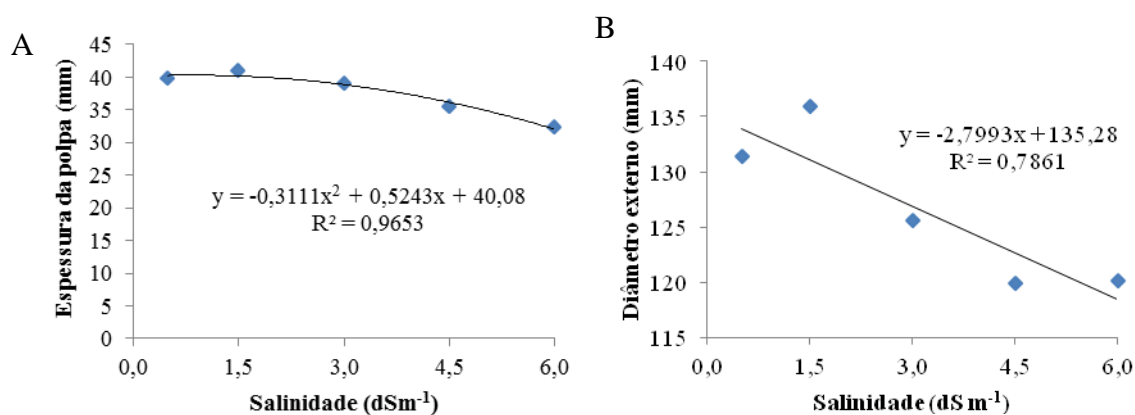 A
Espessura da polpa (mm)
45
40
35
30
25
20
15
10
5
0
y = -0,3111x² + 0,5243x + 40,08
R² = 0,9653
0,0 1,5 3,0 4,5 6,0
Salinidade (dSm⁻¹)
B
Diâmetro externo (mm)
140
135
130
125
120
115
y = -2,7993x + 135,28
R² = 0,7861
0,0 1,5 3,0 4,5 6,0
Salinidade (dS m⁻¹)